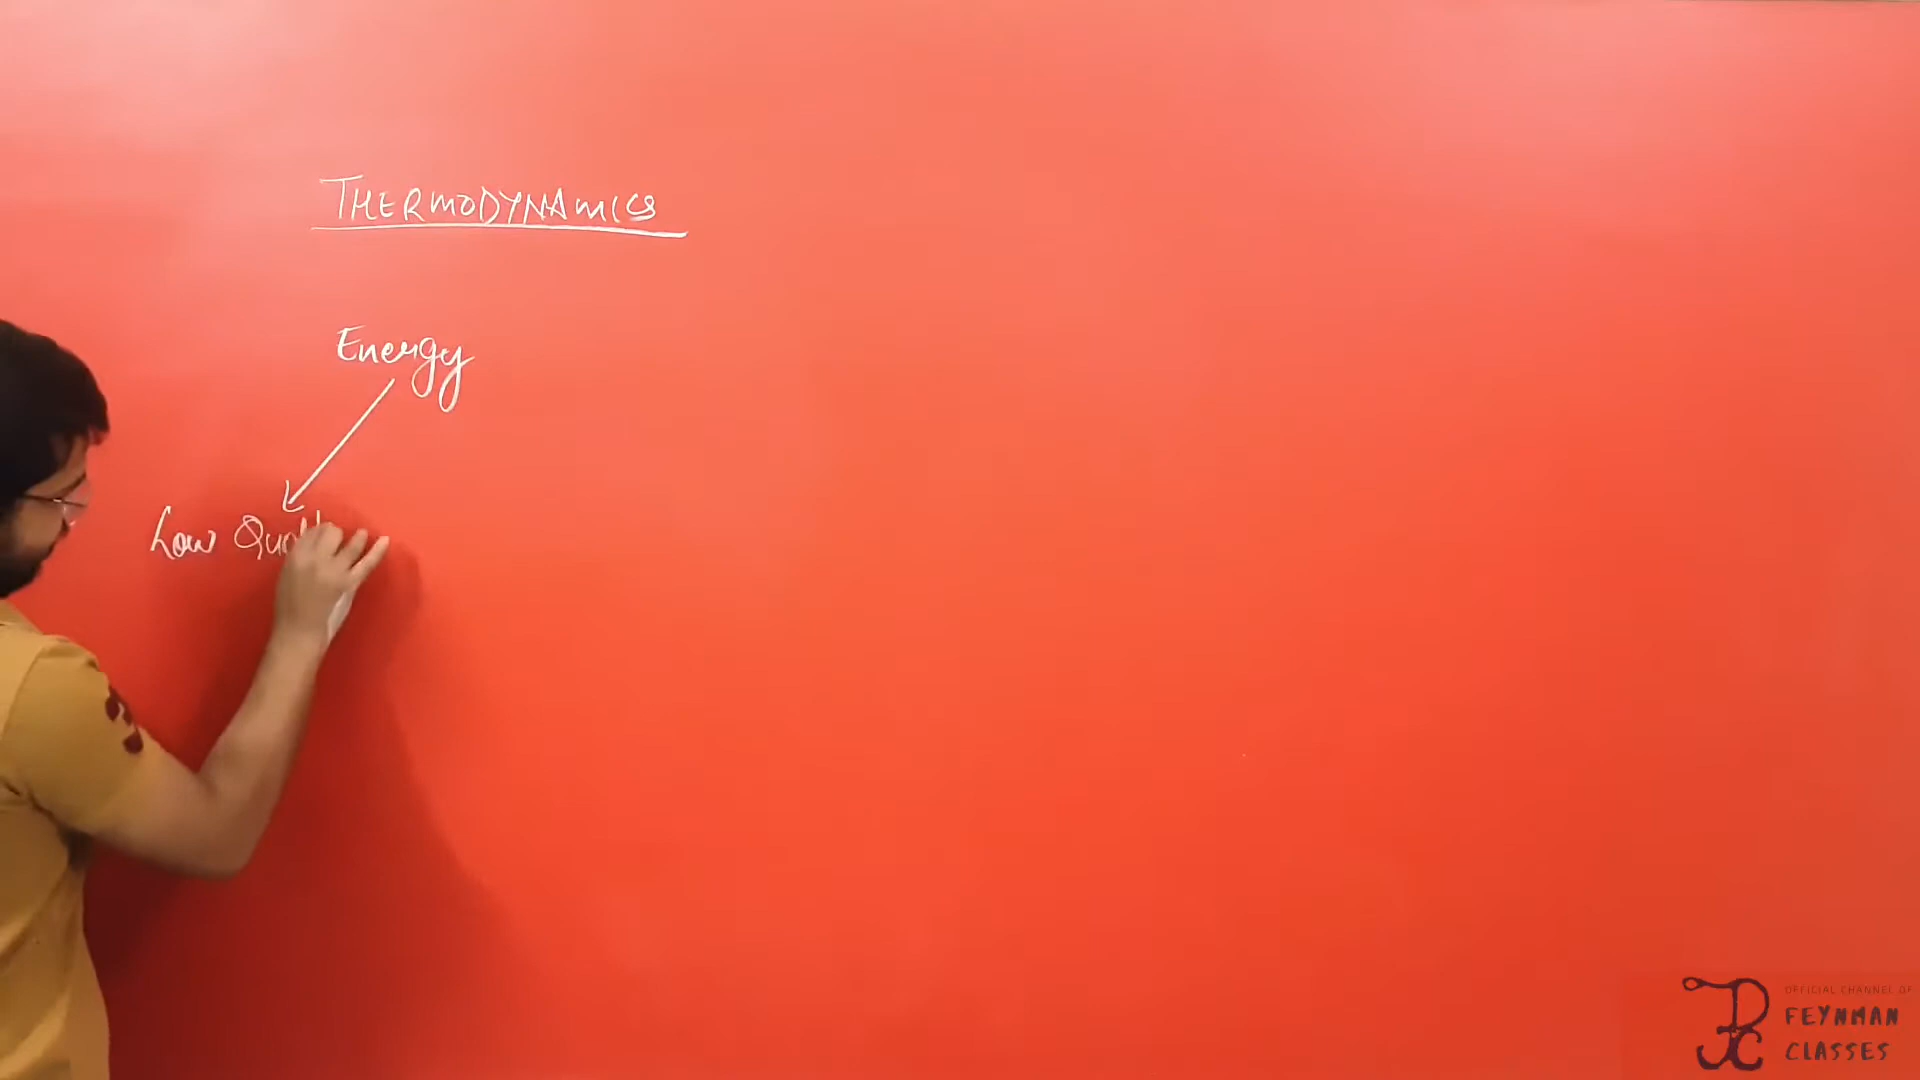 THERMODYNAMICS
Energy
Low
OFFICIAL CHANNEL OF
FEYNMAN
CLASSES